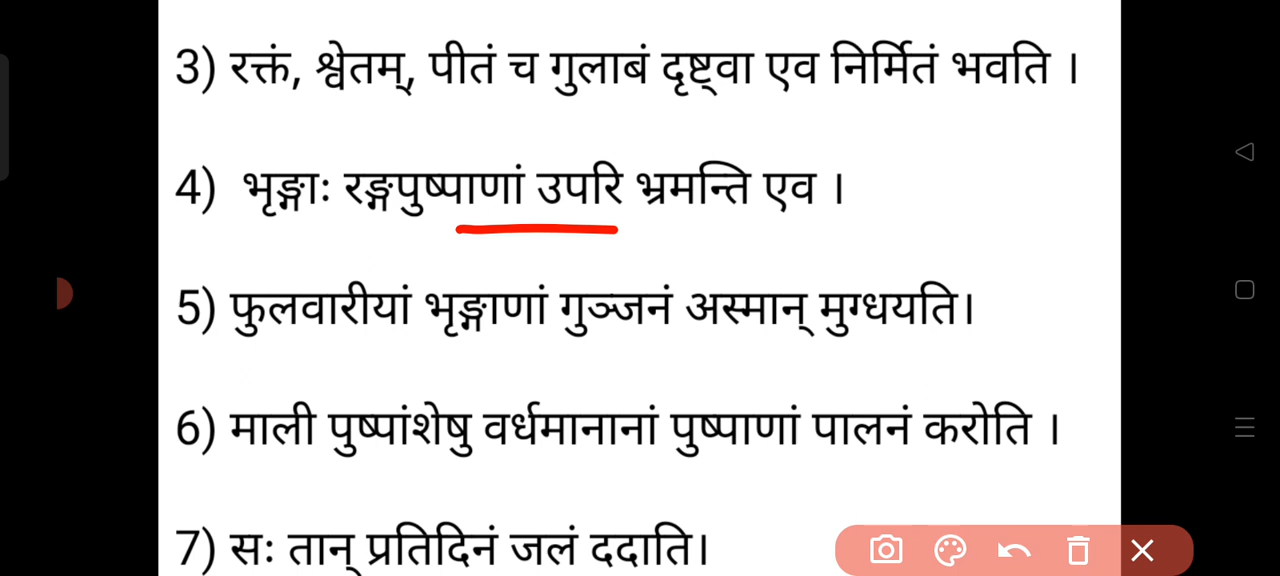 3) रक्तं, श्वेतम्, पीतं च गुलाबं दृष्ट्वा एव निर्मितं भवति ।
4) भृङ्गाः रङ्गपुष्पाणां उपरि भ्रमन्ति एव ।
5) फुलवारीयां भृङ्गाणां गुञ्जनं अस्मान् मुग्धयति।
6) माली पुष्पांशेषु वर्धमानानां पुष्पाणां पालनं करोति ।
7) सः तान् प्रतिदिनं जलं ददाति।